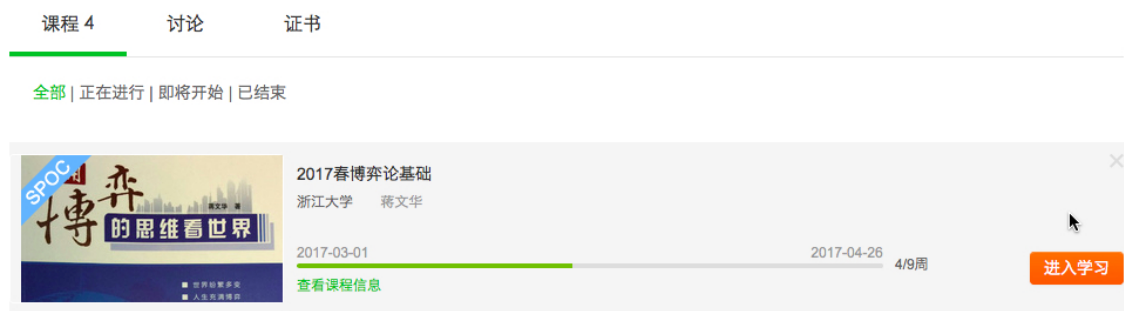 课程 4
讨论
证书
全部 | 正在进行 | 即将开始 | 已结束
SPOC
博弈
蒋文华 著
的思维看世界
■ 世界纷繁多变
■ 人生充满博弈
2017春博弈论基础
浙江大学 蒋文华
2017-03-01
2017-04-26
4/9周
查看课程信息
进入学习